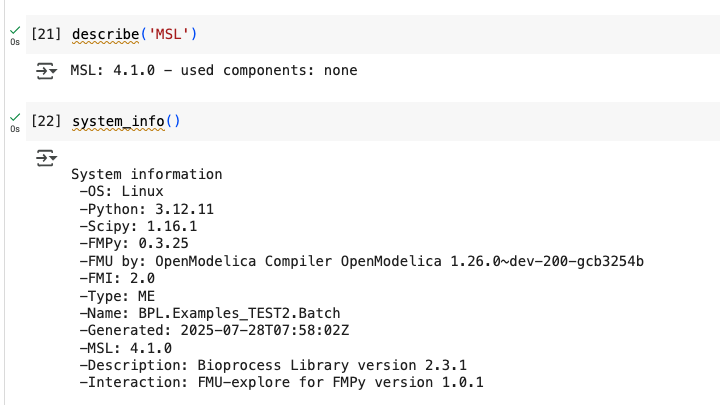 [21] describe('MSL')
0s
MSL: 4.1.0 - used components: none
[22] system_info()
0s
System information
-OS: Linux
-Python: 3.12.11
-Scipy: 1.16.1
-FMPy: 0.3.25
-FMU by: OpenModelica Compiler OpenModelica 1.26.0~dev-200-gcb3254b
-FMI: 2.0
-Type: ME
-Name: BPL.Examples_TEST2.Batch
-Generated: 2025-07-28T07:58:02Z
-MSL: 4.1.0
-Description: Bioprocess Library version 2.3.1
-Interaction: FMU-explore for FMPy version 1.0.1